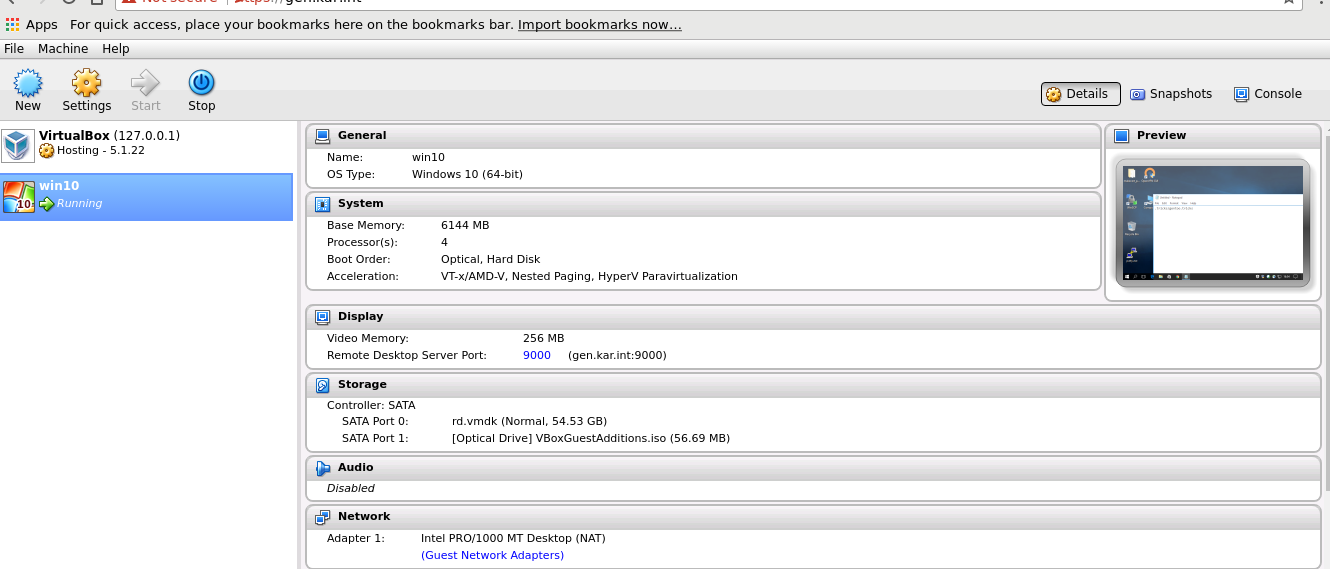 Apps For quick access, place your bookmarks here on the bookmarks bar. Import bookmarks now...
File Machine Help
New Settings Start Stop
Details Snapshots Console
VirtualBox (127.0.0.1)
Hosting - 5.1.22
win10
Running
General
Name: win10
OS Type: Windows 10 (64-bit)
Preview
System
Base Memory: 6144 MB
Processor(s): 4
Boot Order: Optical, Hard Disk
Acceleration: VT-x/AMD-V, Nested Paging, HyperV Paravirtualization
Display
Video Memory: 256 MB
Remote Desktop Server Port: 9000 (gen.kar.int:9000)
Storage
Controller: SATA
SATA Port 0: rd.vmdk (Normal, 54.53 GB)
SATA Port 1: [Optical Drive] VBoxGuestAdditions.iso (56.69 MB)
Audio
Disabled
Network
Adapter 1: Intel PRO/1000 MT Desktop (NAT)
(Guest Network Adapters)